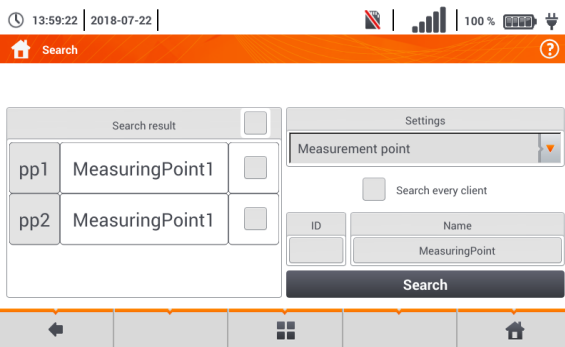 13:59:22 2018-07-22 100 %
Search ?
Search result
pp1 MeasuringPoint1
pp2 MeasuringPoint1
Settings
Measurement point
Search every client
ID Name
MeasuringPoint
Search